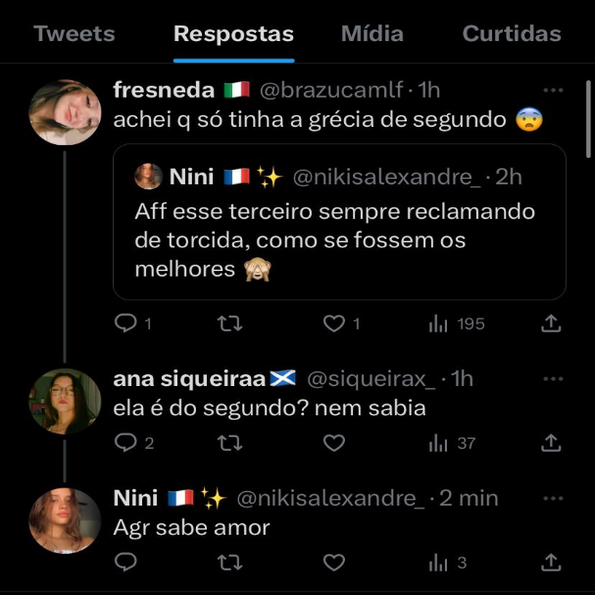 Tweets Respostas Mídia Curtidas
fresneda 🇮🇹 @brazucamlf · 1h
achei q só tinha a grécia de segundo 😨
Nini 🇫🇷✨ @nikisalexandre_ · 2h
Aff esse terceiro sempre reclamando
de torcida, como se fossem os
melhores 🙈
1 1 195
ana siqueiraa🏴󠁧󠁢󠁳󠁣󠁴󠁿 @siqueirax_ · 1h
ela é do segundo? nem sabia
2 37
Nini 🇫🇷✨ @nikisalexandre_ · 2 min
Agr sabe amor
3